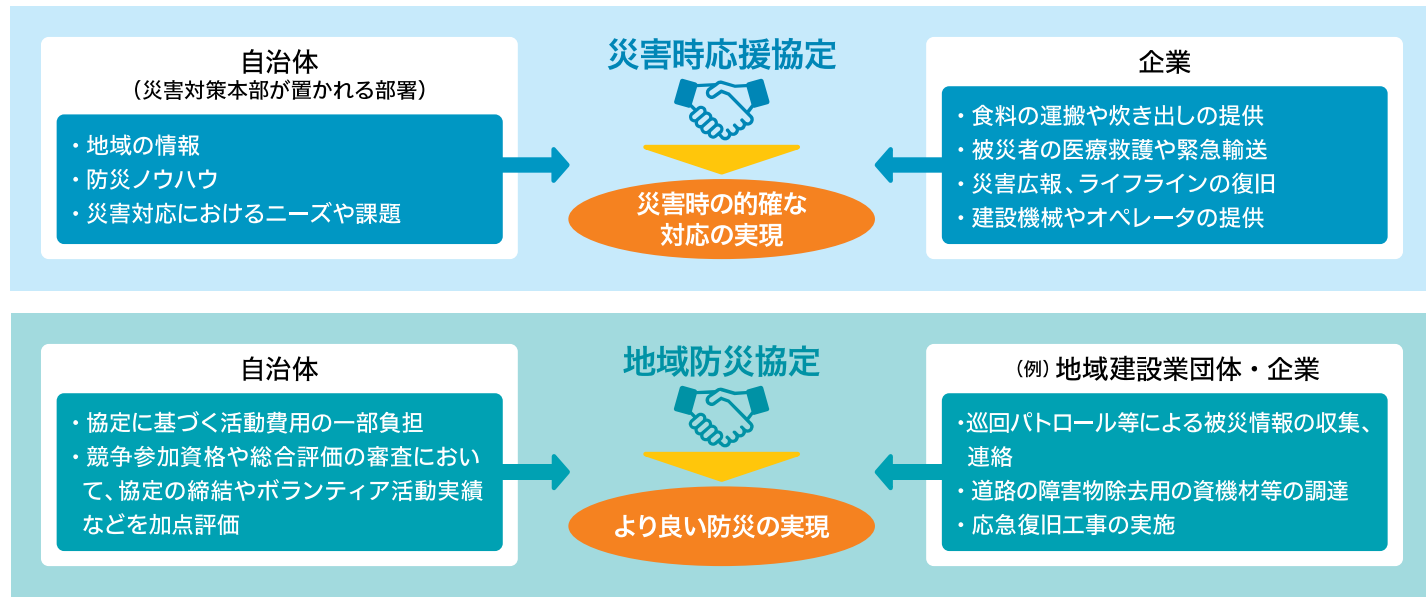 自治体
（災害対策本部が置かれる部署）
・地域の情報
・防災ノウハウ
・災害対応におけるニーズや課題
災害時応援協定
災害時の的確な
対応の実現
企業
・食料の運搬や炊き出しの提供
・被災者の医療救護や緊急輸送
・災害広報、ライフラインの復旧
・建設機械やオペレータの提供
自治体
・協定に基づく活動費用の一部負担
・競争参加資格や総合評価の審査におい
て、協定の締結やボランティア活動実績
などを加点評価
地域防災協定
より良い防災の実現
（例）地域建設業団体・企業
・巡回パトロール等による被災情報の収集、
連絡
・道路の障害物除去用の資機材等の調達
・応急復旧工事の実施